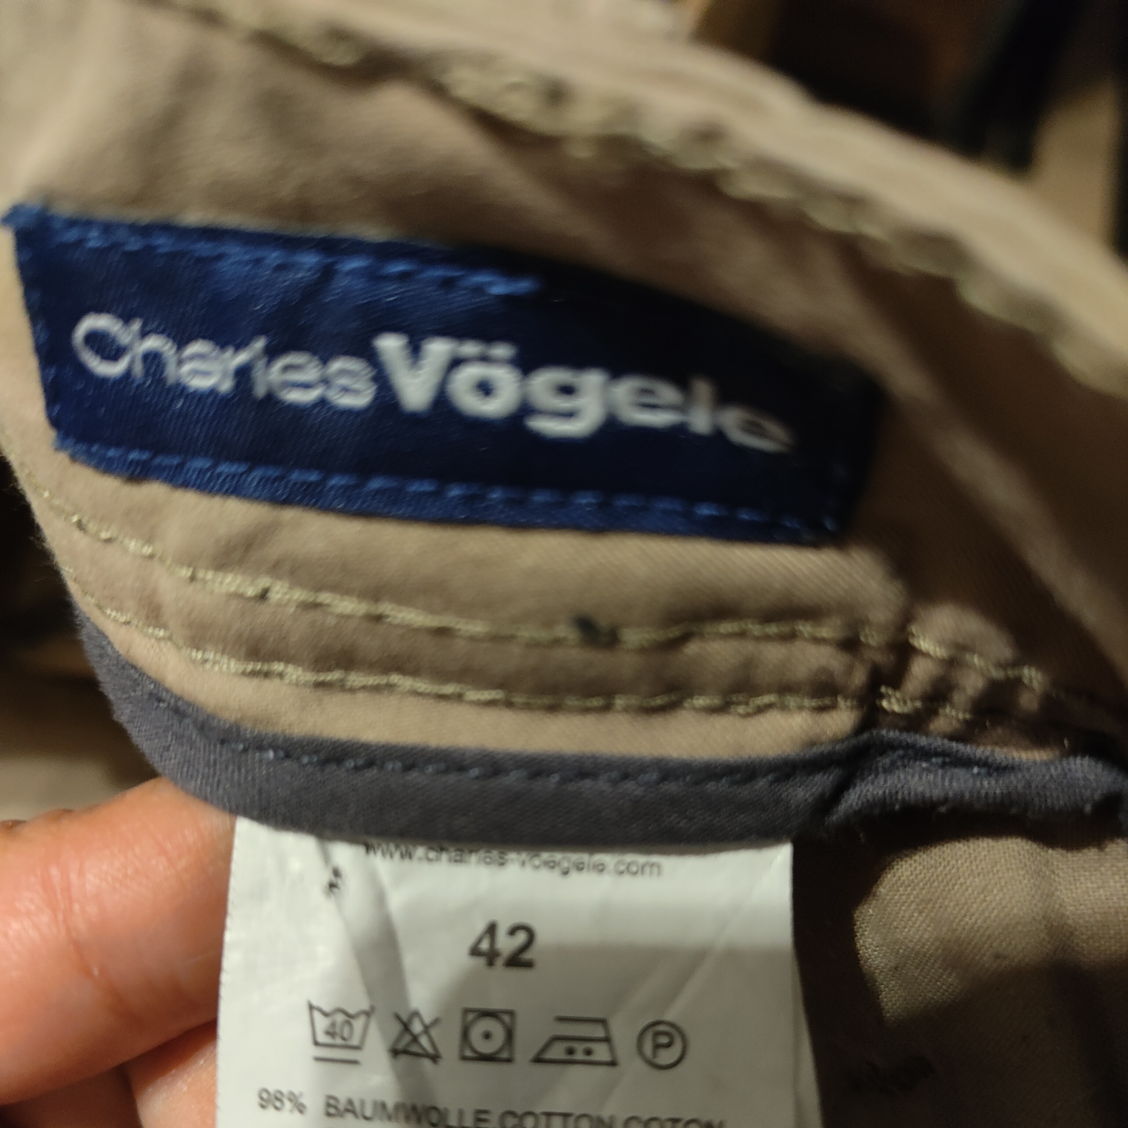 Charles Vögele
www.charles-voegele.com
42
40
P
98% BAUMWOLLE COTTON COTON